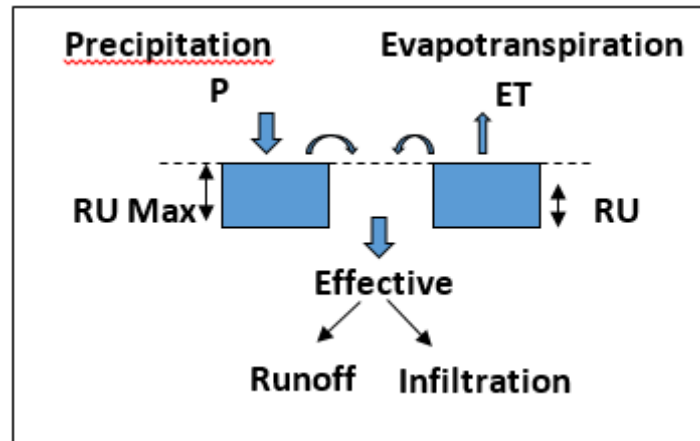 Precipitation Evapotranspiration
P ET
RU Max RU
Effective
Runoff Infiltration